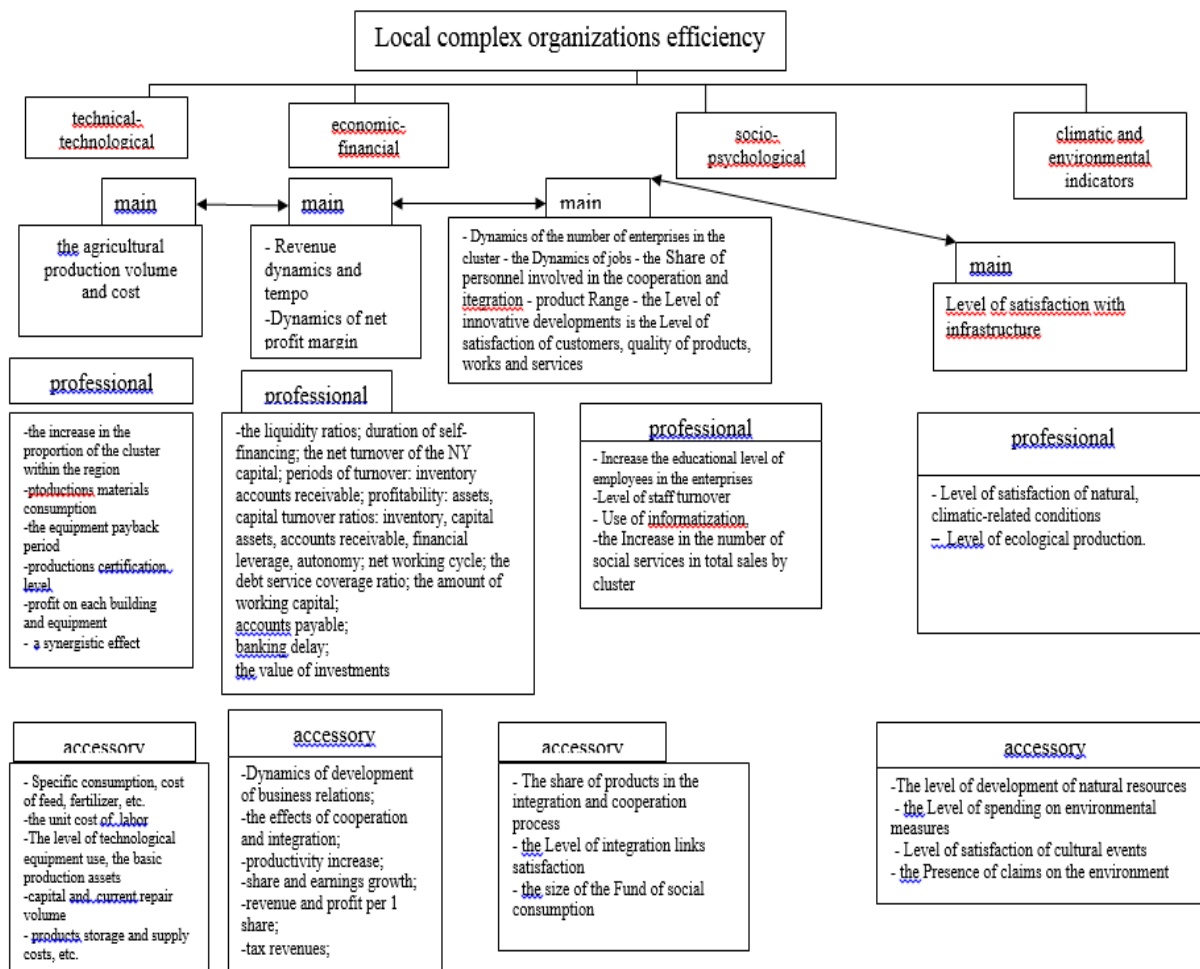 Local complex organizations efficiency
technical-
technological
economic-
financial
socio-
psychological
climatic and
environmental
indicators
main
the agricultural
production volume
and cost
main
- Revenue
dynamics and
tempo
-Dynamics of net
profit margin
main
- Dynamics of the number of enterprises in the
cluster - the Dynamics of jobs - the Share of
personnel involved in the cooperation and
itegration - product Range - the Level of
innovative developments is the Level of
satisfaction of customers, quality of products,
works and services
main
Level of satisfaction with
infrastructure
professional
-the increase in the
proportion of the cluster
within the region
-ptoductions materials
consumption
-the equipment payback
period
-productions certification
level
-profit on each building
and equipment
- a synergistic effect
professional
-the liquidity ratios; duration of self-
financing; the net turnover of the NY
capital; periods of turnover: inventory
accounts receivable; profitability: assets,
capital turnover ratios: inventory, capital
assets, accounts receivable, financial
leverage, autonomy; net working cycle; the
debt service coverage ratio; the amount of
working capital;
accounts payable;
banking delay;
the value of investments
professional
- Increase the educational level of
employees in the enterprises
-Level of staff turnover
- Use of informatization
-the Increase in the number of
social services in total sales by
cluster
professional
- Level of satisfaction of natural,
climatic-related conditions
– Level of ecological production.
accessory
- Specific consumption, cost
of feed, fertilizer, etc.
-the unit cost of labor
-The level of technological
equipment use, the basic
production assets
-capital and current repair
volume
- products storage and supply
costs, etc.
accessory
-Dynamics of development
of business relations;
-the effects of cooperation
and integration;
-productivity increase;
-share and earnings growth;
-revenue and profit per 1
share;
-tax revenues;
accessory
- The share of products in the
integration and cooperation
process
- the Level of integration links
satisfaction
- the size of the Fund of social
consumption
accessory
-The level of development of natural resources
- the Level of spending on environmental
measures
- Level of satisfaction of cultural events
- the Presence of claims on the environment